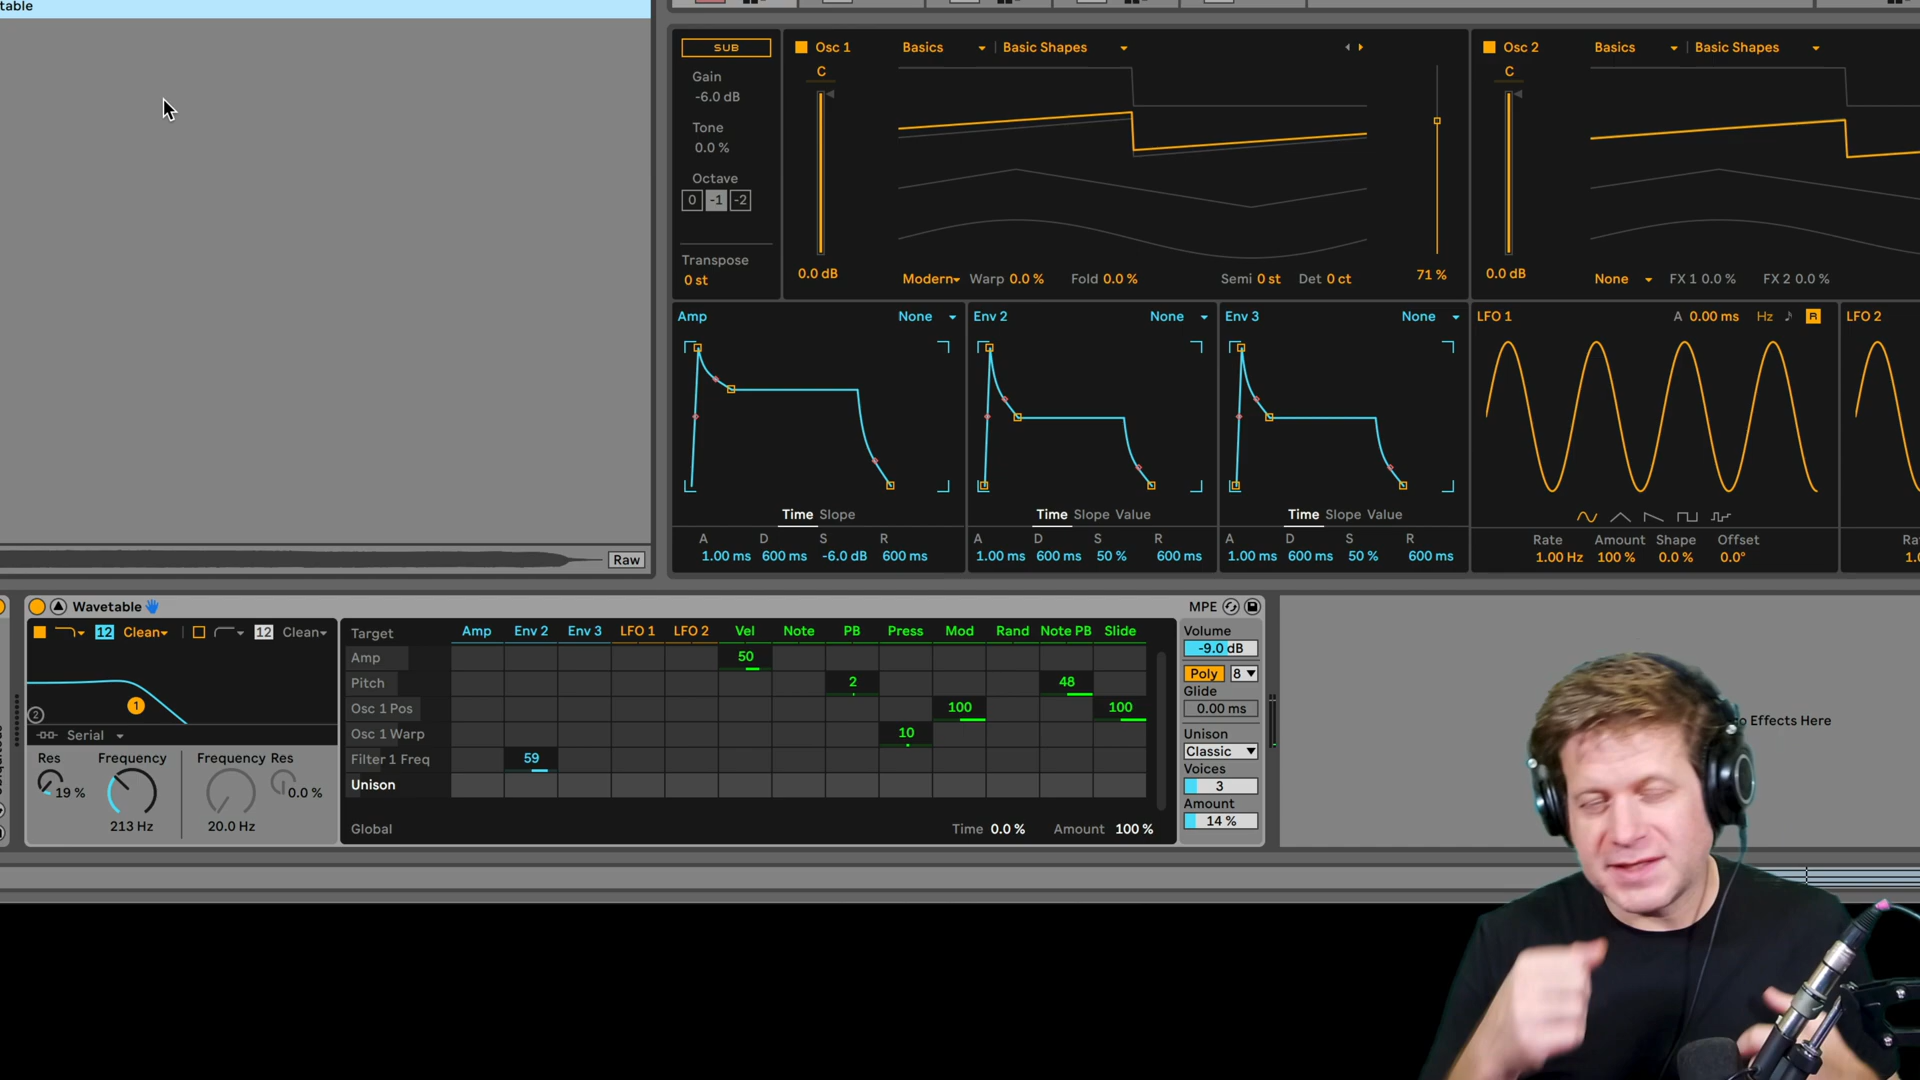 table
SUB
Gain
-6.0 dB
Tone
0.0 %
Octave
0 -1 -2
Transpose
0 st
Osc 1 Basics Basic Shapes
C
0.0 dB
Modern Warp 0.0 % Fold 0.0 % Semi 0 st Det 0 ct
71 %
Osc 2 Basics Basic Shapes
C
0.0 dB
None FX 1 0.0 % FX 2 0.0 %
Amp None
Time Slope
A D S R
1.00 ms 600 ms -6.0 dB 600 ms
Env 2 None
Time Slope Value
A D S R
1.00 ms 600 ms 50 % 600 ms
Env 3 None
Time Slope Value
A D S R
1.00 ms 600 ms 50 % 600 ms
LFO 1 A 0.00 ms Hz R
Rate Amount Shape Offset
1.00 Hz 100 % 0.0 % 0.0°
LFO 2
Raw
Wavetable MPE
12 Clean 12 Clean
1
2
Serial
Res Frequency Frequency Res
19 % 0.0 %
213 Hz 20.0 Hz
Target Amp Env 2 Env 3 LFO 1 LFO 2 Vel Note PB Press Mod Rand Note PB Slide
Amp 50
Pitch 2 48
Osc 1 Pos 100 100
Osc 1 Warp 10
Filter 1 Freq 59
Unison
Global Time 0.0 % Amount 100 %
Volume
-9.0 dB
Poly 8
Glide
0.00 ms
Unison
Classic
Voices
3
Amount
14 %
Effects Here